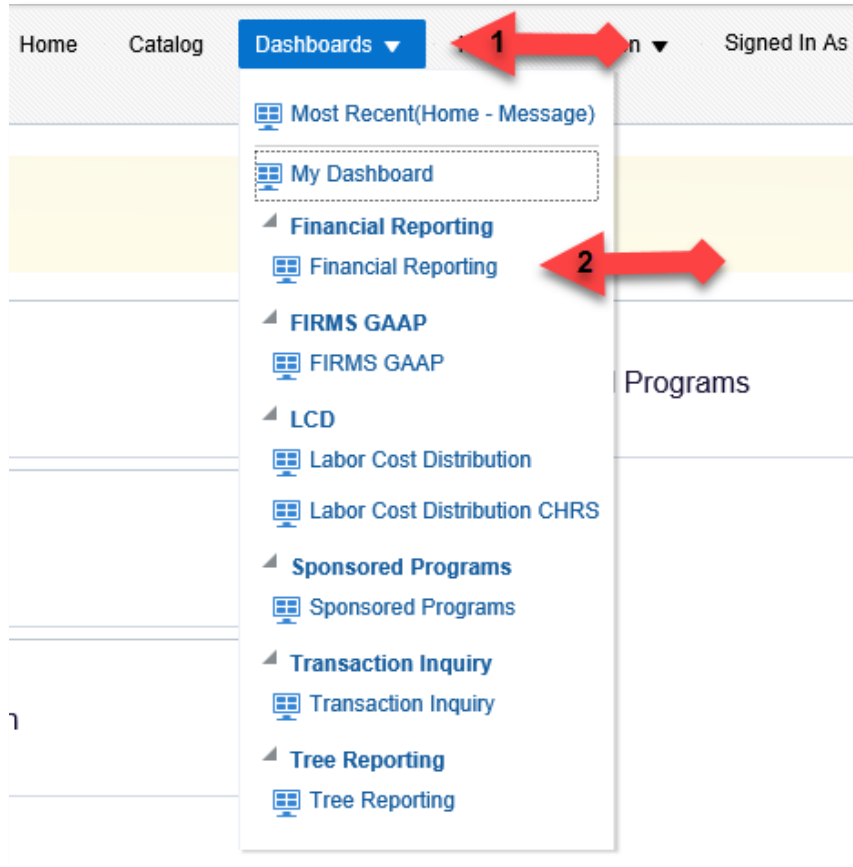 Home Catalog Dashboards ▼ 1 n ▼ Signed In As
Most Recent(Home - Message)
My Dashboard
Financial Reporting
Financial Reporting 2
FIRMS GAAP
FIRMS GAAP
Programs
LCD
Labor Cost Distribution
Labor Cost Distribution CHRS
Sponsored Programs
Sponsored Programs
Transaction Inquiry
Transaction Inquiry
n
Tree Reporting
Tree Reporting